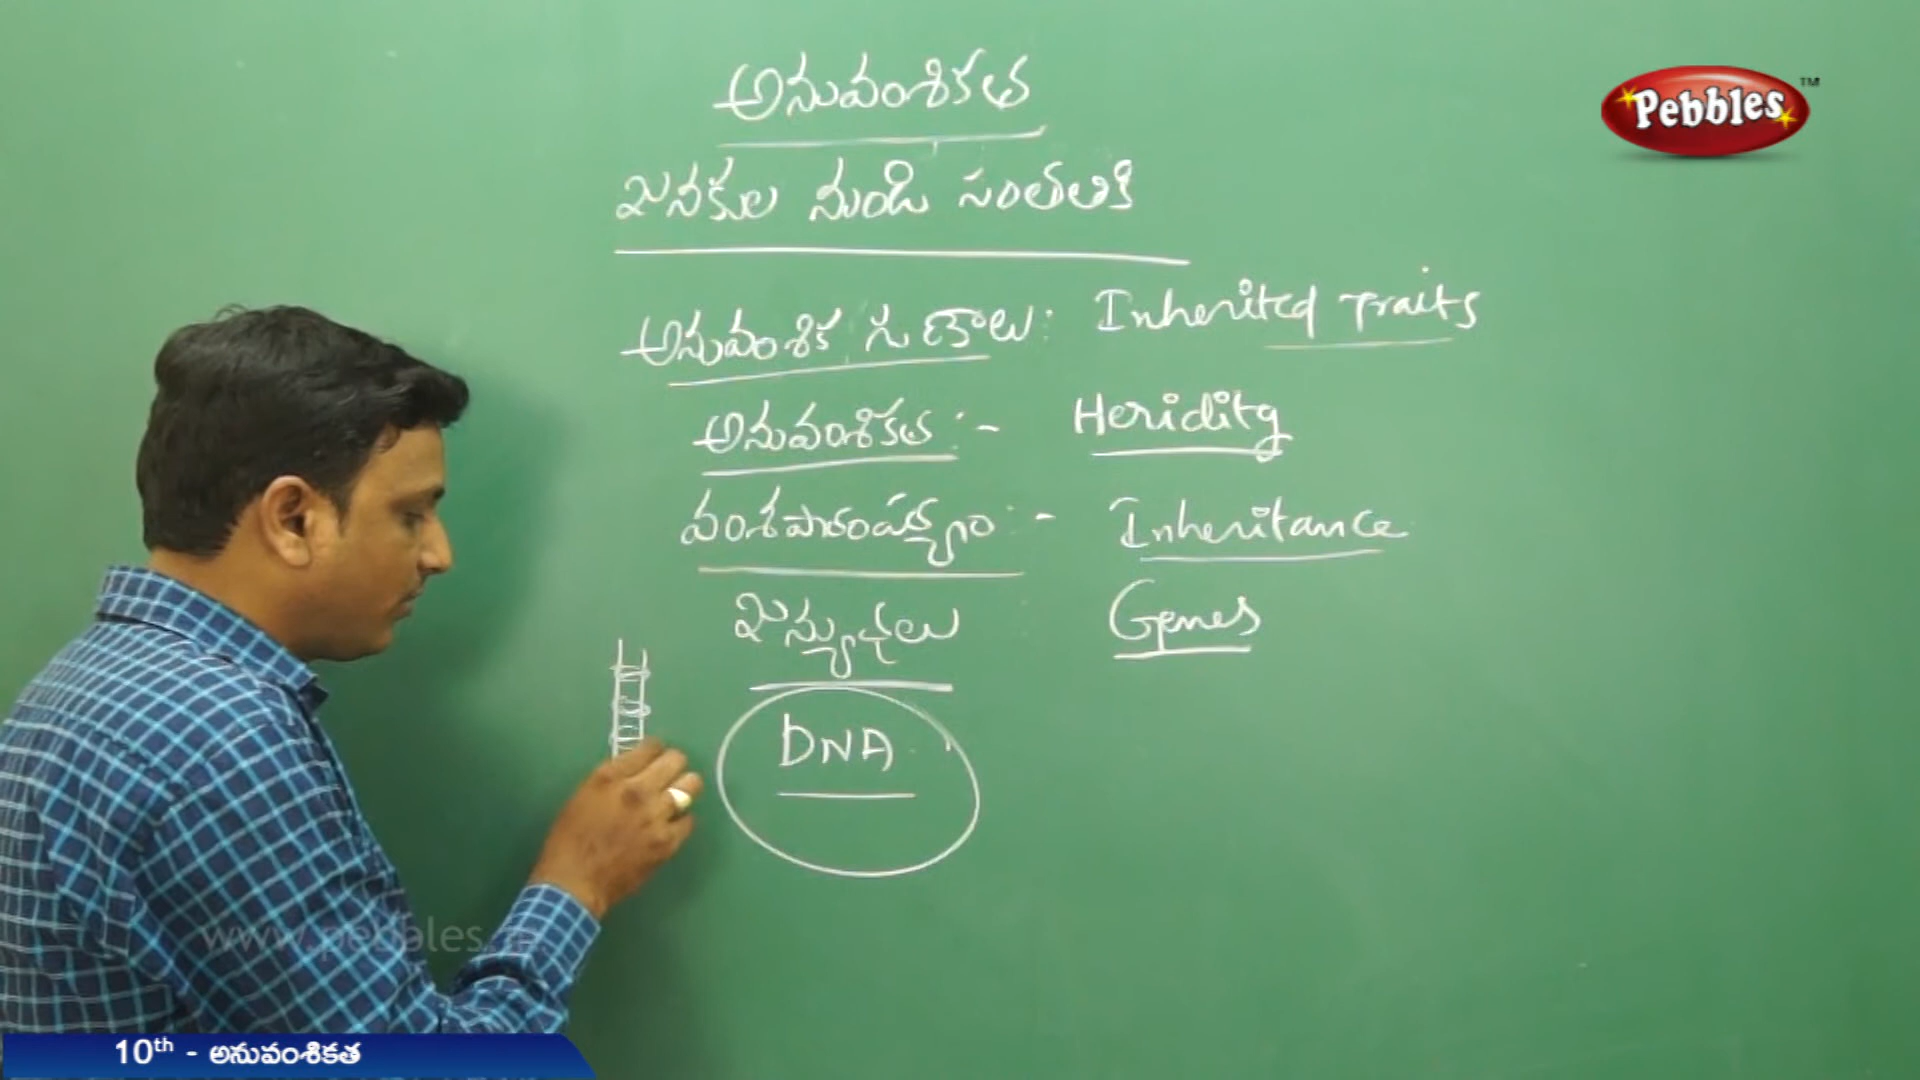 అనువంశికత
Pebbles™
జనకుల నుండి సంతతికి
అనువంశిక గుణాలు: Inherited Traits
అనువంశికత :- Heridity
వంశపారంపర్యం :- Inheritance
జన్యువులు Genes
DNA
www.pebbles.in
10th - అనువంశికత